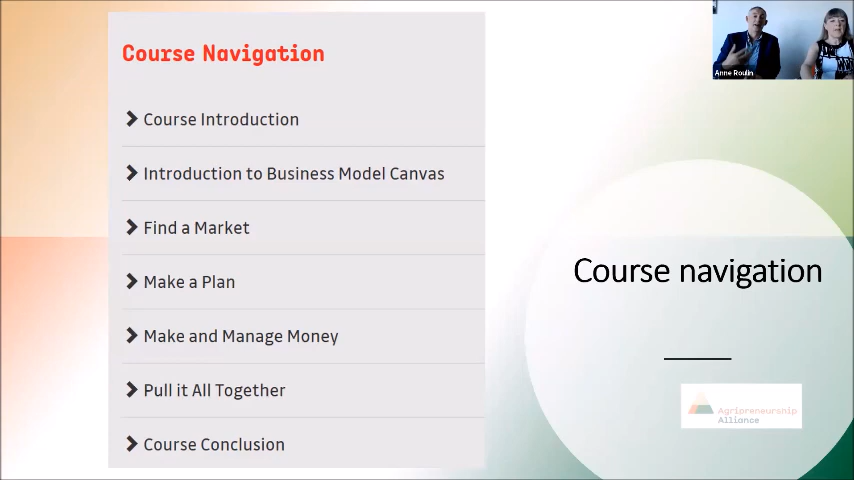 Course Navigation
Course Introduction
Introduction to Business Model Canvas
Find a Market
Make a Plan
Make and Manage Money
Pull it All Together
Course Conclusion
Anne Roulin
Course navigation
Agripreneurship
Alliance